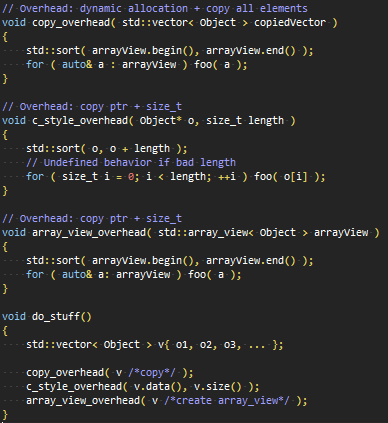 // Overhead: dynamic allocation + copy all elements
void copy_overhead( std::vector< Object > copiedVector )
{
    std::sort( arrayView.begin(), arrayView.end() );
    for ( auto& a : arrayView ) foo( a );
}

// Overhead: copy ptr + size_t
void c_style_overhead( Object* o, size_t length )
{
    std::sort( o, o + length );
    // Undefined behavior if bad length
    for ( size_t i = 0; i < length; ++i ) foo( o[i] );
}

// Overhead: copy ptr + size_t
void array_view_overhead( std::array_view< Object > arrayView )
{
    std::sort( arrayView.begin(), arrayView.end() );
    for ( auto& a: arrayView ) foo( a );
}

void do_stuff()
{
    std::vector< Object > v{ o1, o2, o3, ... };

    copy_overhead( v /*copy*/ );
    c_style_overhead( v.data(), v.size() );
    array_view_overhead( v /*create array_view*/ );
}